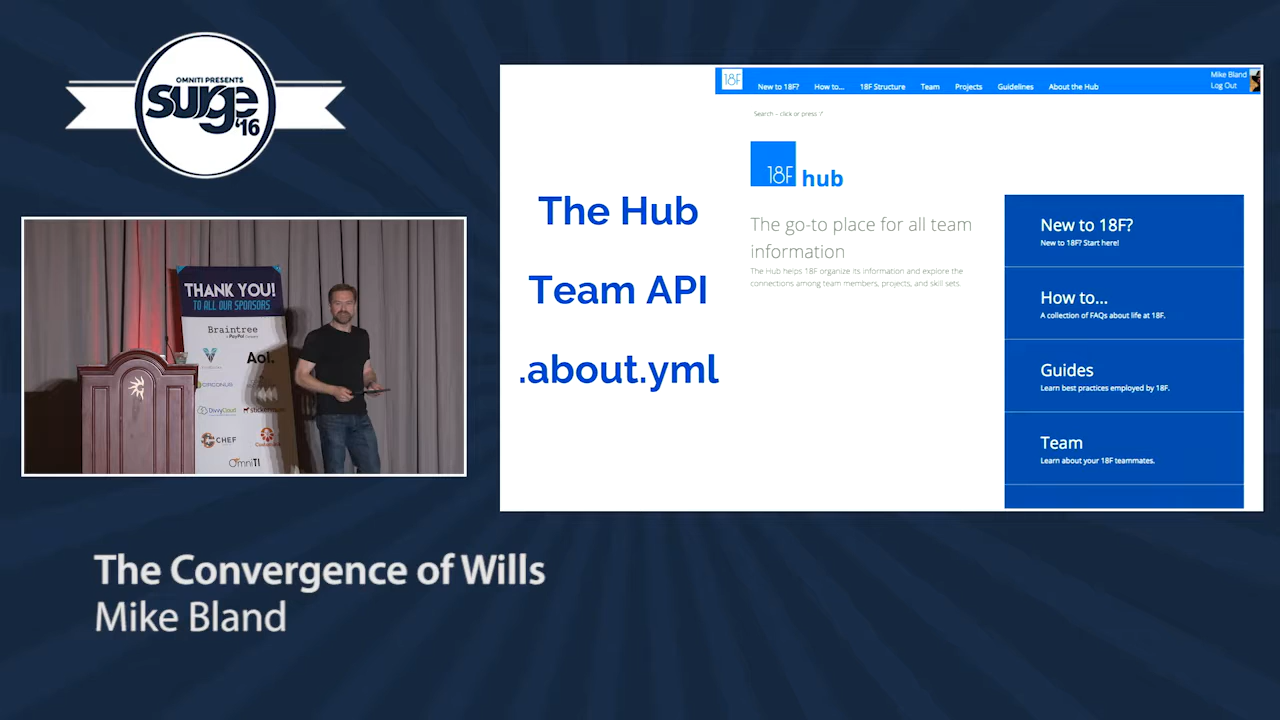 OMNITI PRESENTS
surge
'16
THANK YOU!
TO ALL OUR SPONSORS
Braintree
Aol.
DivvyCloud
CHEF
OmniTI
The Convergence of Wills
Mike Bland
The Hub
Team API
.about.yml
18F
New to 18F?
How to...
18F Structure
Team
Projects
Guidelines
About the Hub
Mike Bland
Log Out
Search - click or press '/'
18F hub
The go-to place for all team
information
The Hub helps 18F organize its information and explore the
connections among team members, projects, and skill sets.
New to 18F?
New to 18F? Start here!
How to...
A collection of FAQs about life at 18F.
Guides
Learn best practices employed by 18F.
Team
Learn about your 18F teammates.